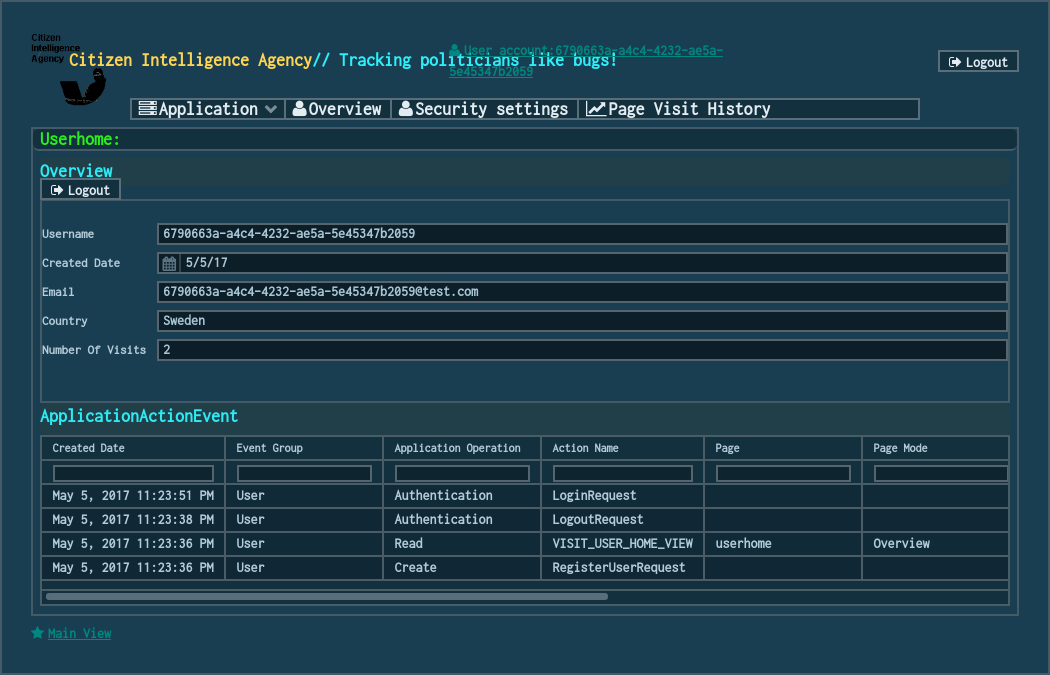 Citizen
Intelligence
Agency
Citizen Intelligence Agency// Tracking politicians like bugs!
User account:6790663a-a4c4-4232-ae5a-
5e45347b2059
Logout
Application Overview Security settings Page Visit History
Userhome:
Overview
Logout
Username 6790663a-a4c4-4232-ae5a-5e45347b2059
Created Date 5/5/17
Email 6790663a-a4c4-4232-ae5a-5e45347b2059@test.com
Country Sweden
Number Of Visits 2
ApplicationActionEvent
Created Date Event Group Application Operation Action Name Page Page Mode
May 5, 2017 11:23:51 PM User Authentication LoginRequest
May 5, 2017 11:23:38 PM User Authentication LogoutRequest
May 5, 2017 11:23:36 PM User Read VISIT_USER_HOME_VIEW userhome Overview
May 5, 2017 11:23:36 PM User Create RegisterUserRequest
Main View